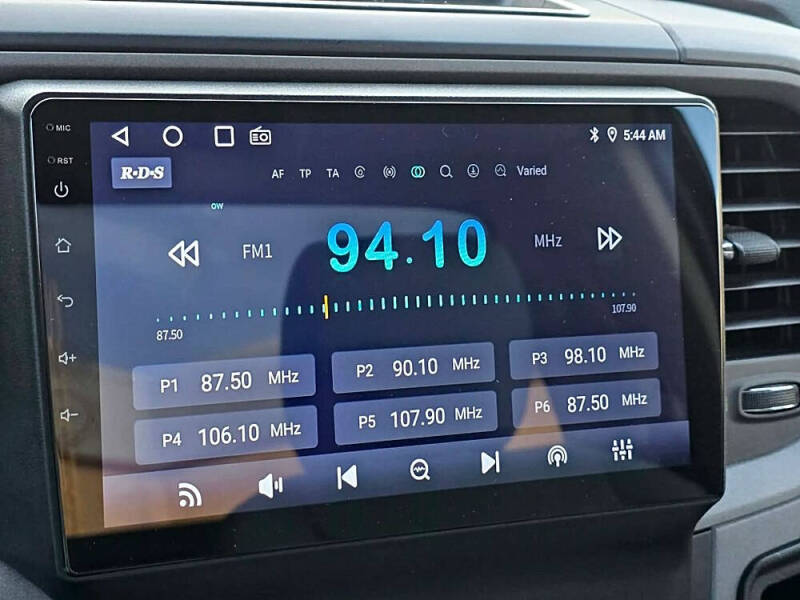 MIC
5:44 AM
RST
R·D·S
AF TP TA Varied
OW
FM1 94.10 MHz
87.50 107.90
P1 87.50 MHz P2 90.10 MHz P3 98.10 MHz
P4 106.10 MHz P5 107.90 MHz P6 87.50 MHz